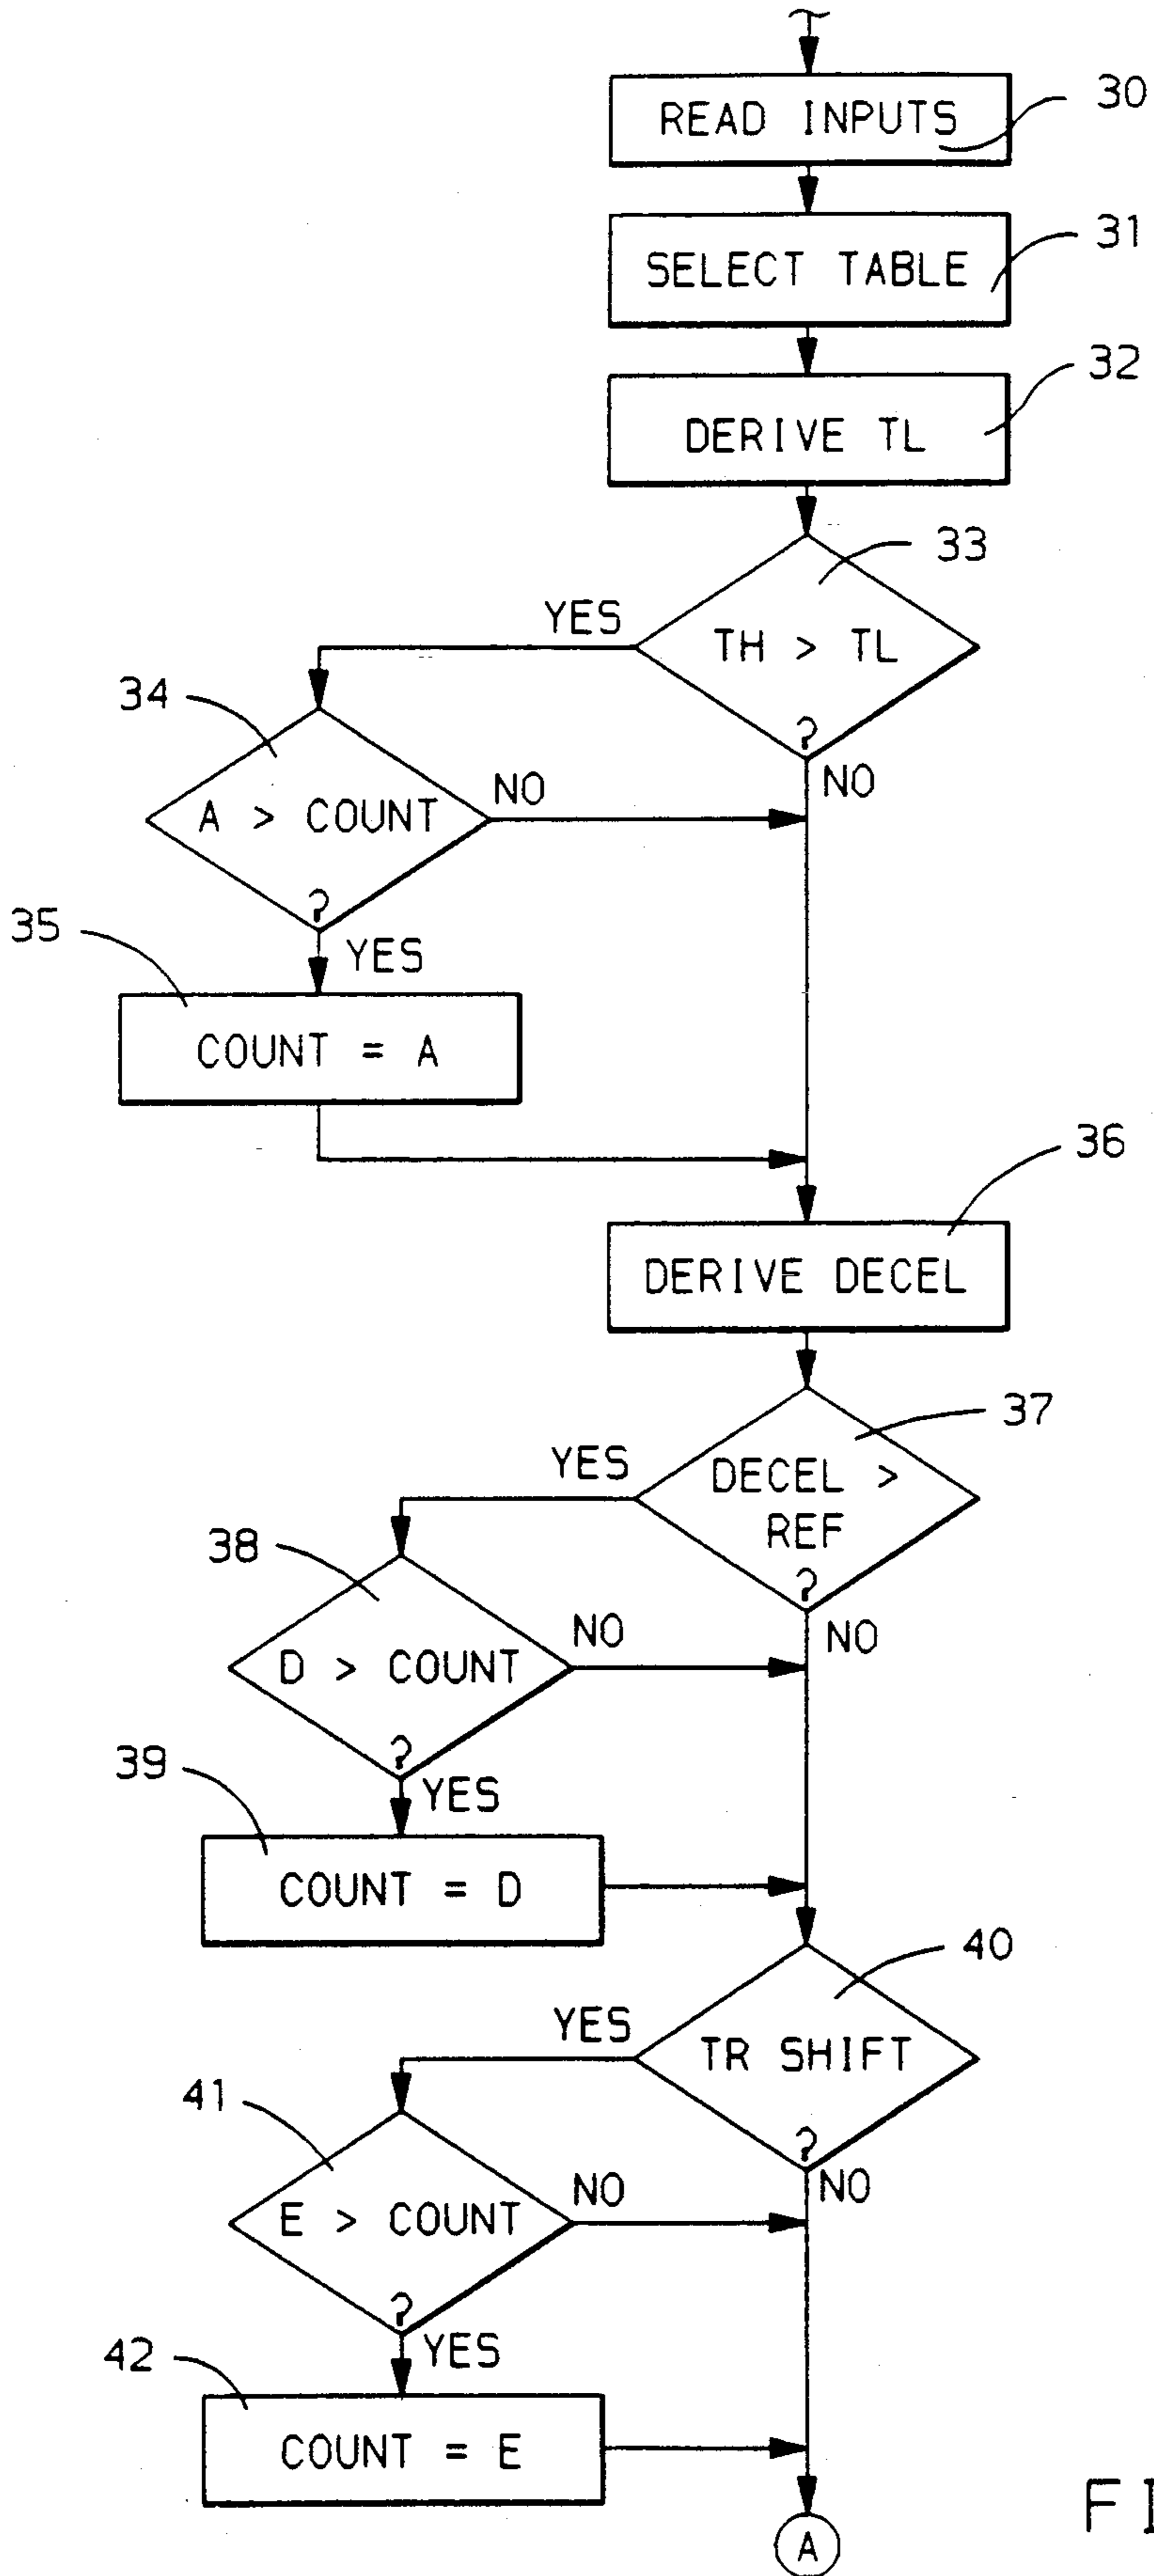 READ INPUTS
30
SELECT TABLE
31
DERIVE TL
32
33
TH > TL
?
YES
NO
34
A > COUNT
?
NO
YES
35
COUNT = A
36
DERIVE DECEL
37
DECEL >
REF
?
YES
NO
38
D > COUNT
?
NO
YES
39
COUNT = D
40
TR SHIFT
?
YES
NO
41
E > COUNT
?
NO
YES
42
COUNT = E
A
FI